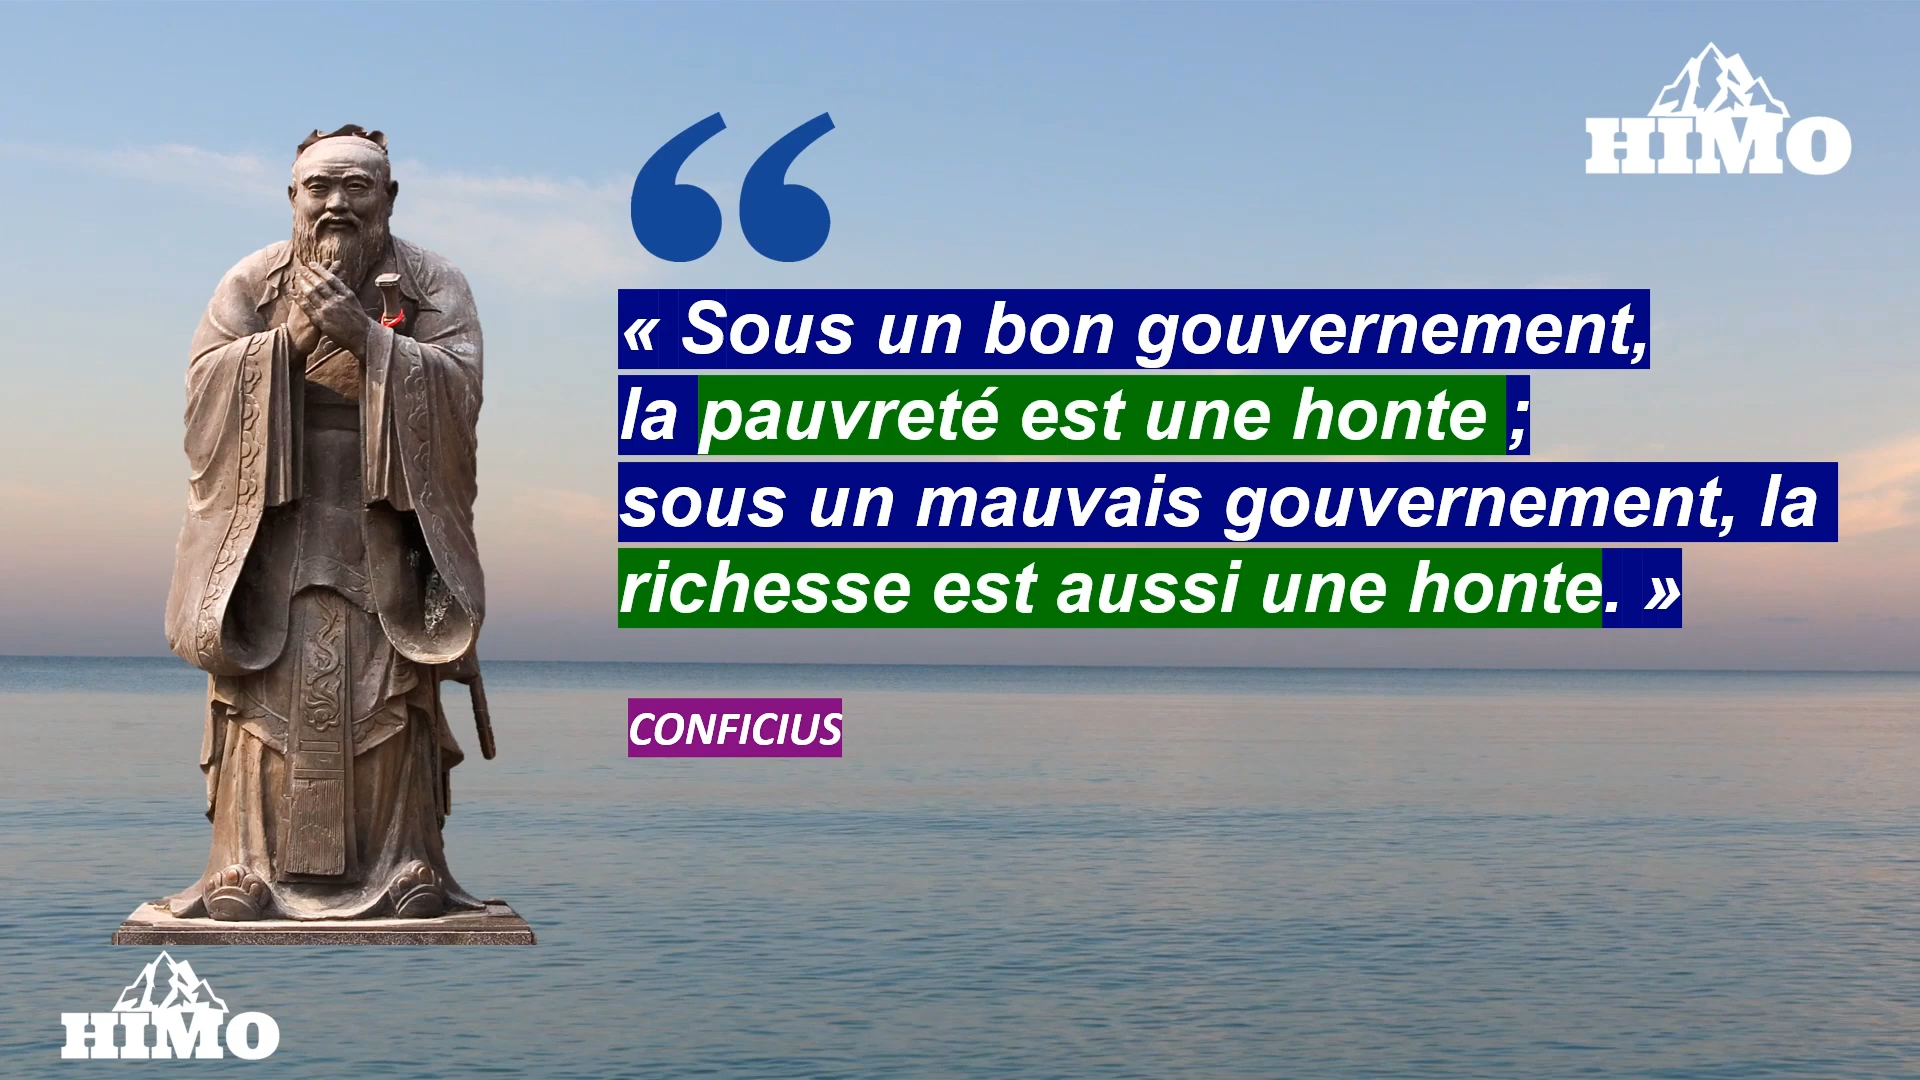 HIMO
« Sous un bon gouvernement,
la pauvreté est une honte ;
sous un mauvais gouvernement, la
richesse est aussi une honte. »
CONFICIUS
HIMO